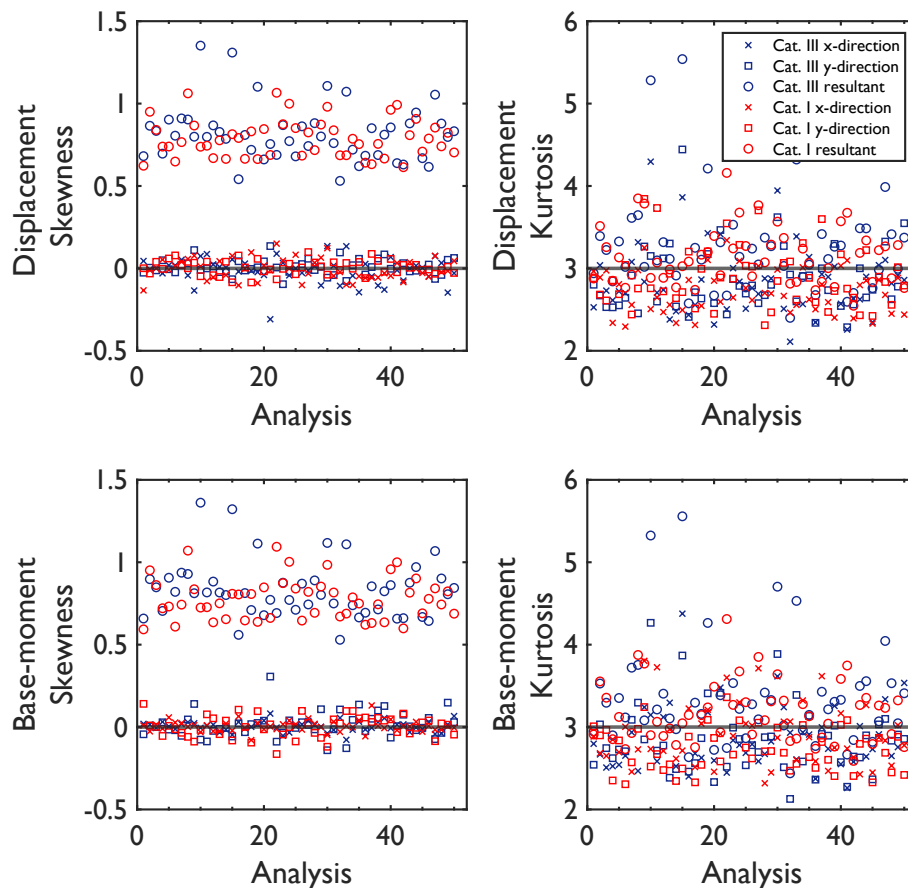 1.5
1
0.5
0
-0.5
Displacement
Skewness
0 20 40
Analysis
6
5
4
3
2
Displacement
Kurtosis
Cat. III x-direction
Cat. III y-direction
Cat. III resultant
Cat. I x-direction
Cat. I y-direction
Cat. I resultant
0 20 40
Analysis
1.5
1
0.5
0
-0.5
Base-moment
Skewness
0 20 40
Analysis
6
5
4
3
2
Base-moment
Kurtosis
0 20 40
Analysis